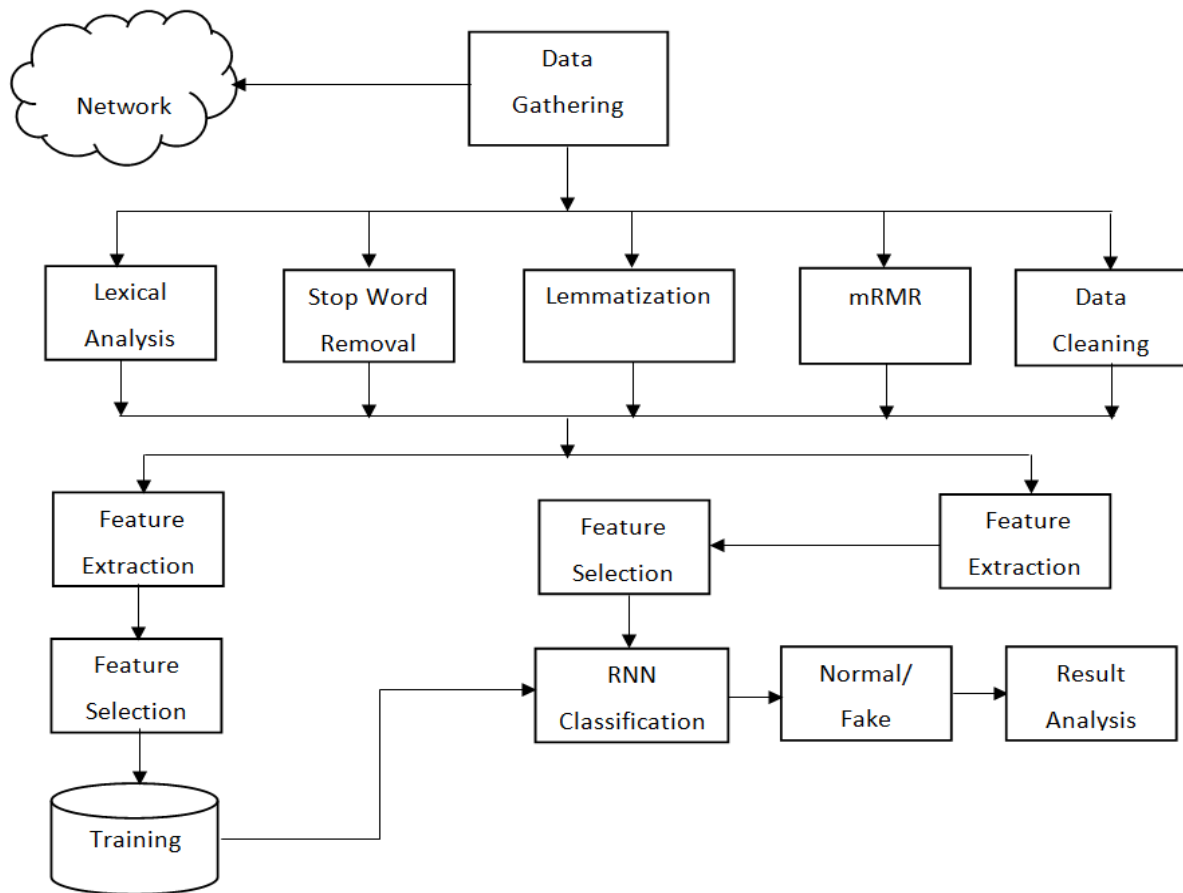 Network
Data
Gathering
Lexical
Analysis
Stop Word
Removal
Lemmatization
mRMR
Data
Cleaning
Feature
Extraction
Feature
Selection
Feature
Extraction
Feature
Selection
RNN
Classification
Normal/
Fake
Result
Analysis
Training